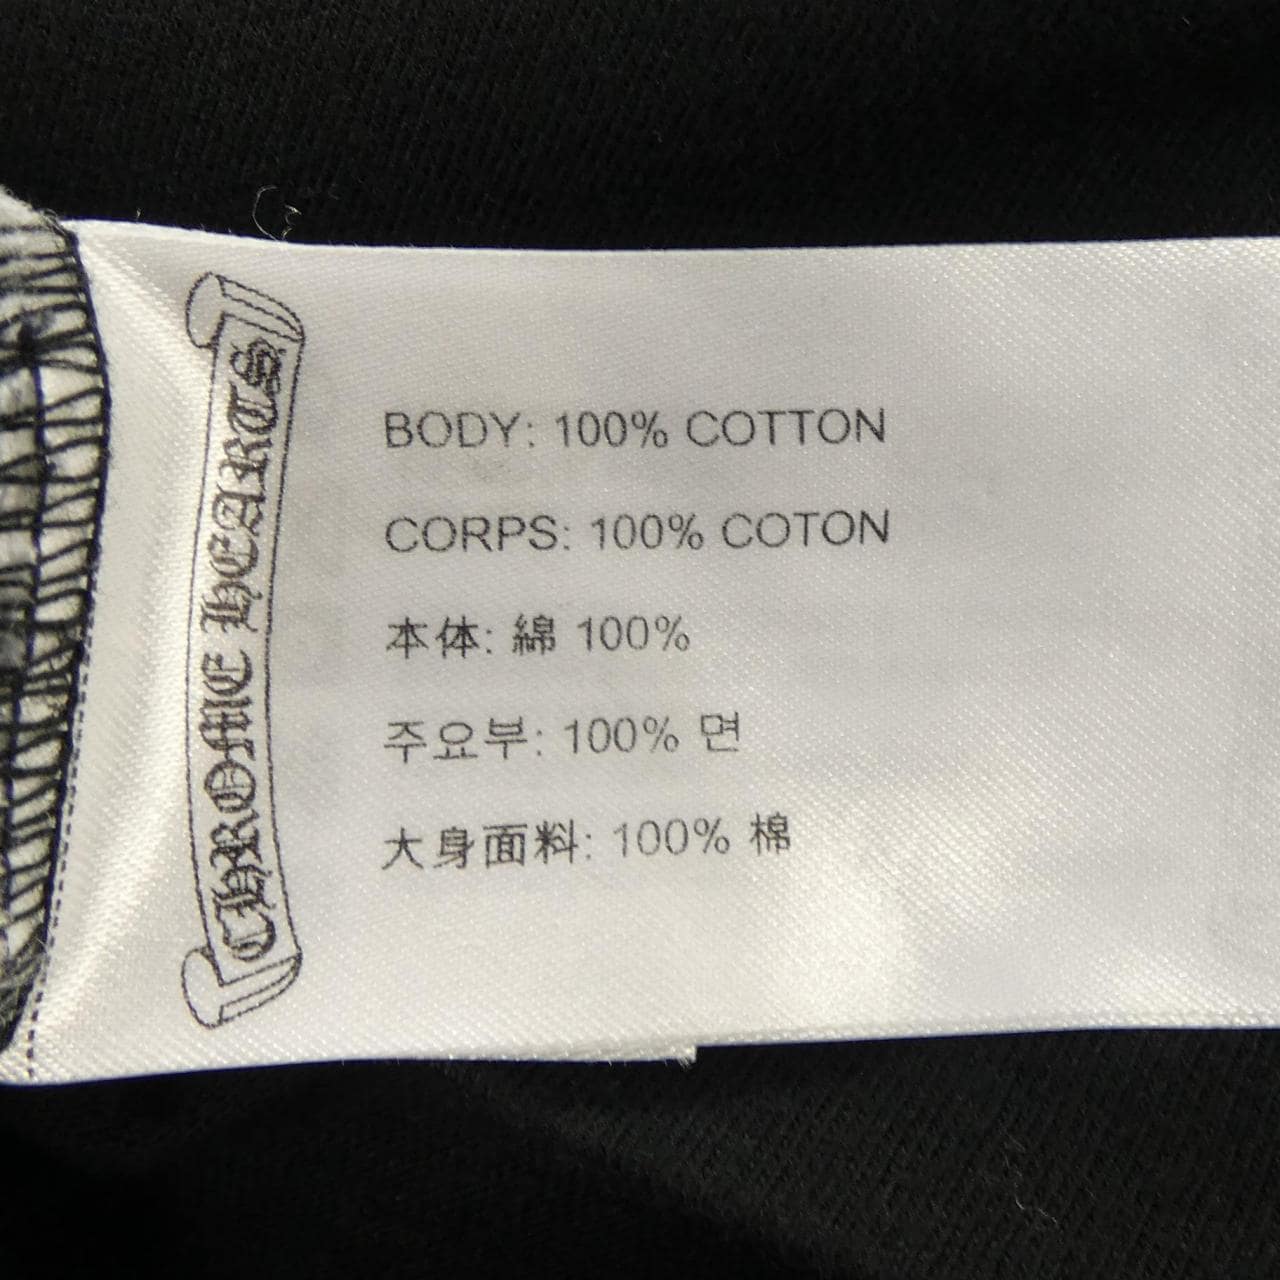 CHROME HEARTS
BODY: 100% COTTON
CORPS: 100% COTON
本体: 綿 100%
주요부: 100% 면
大身面料: 100% 棉